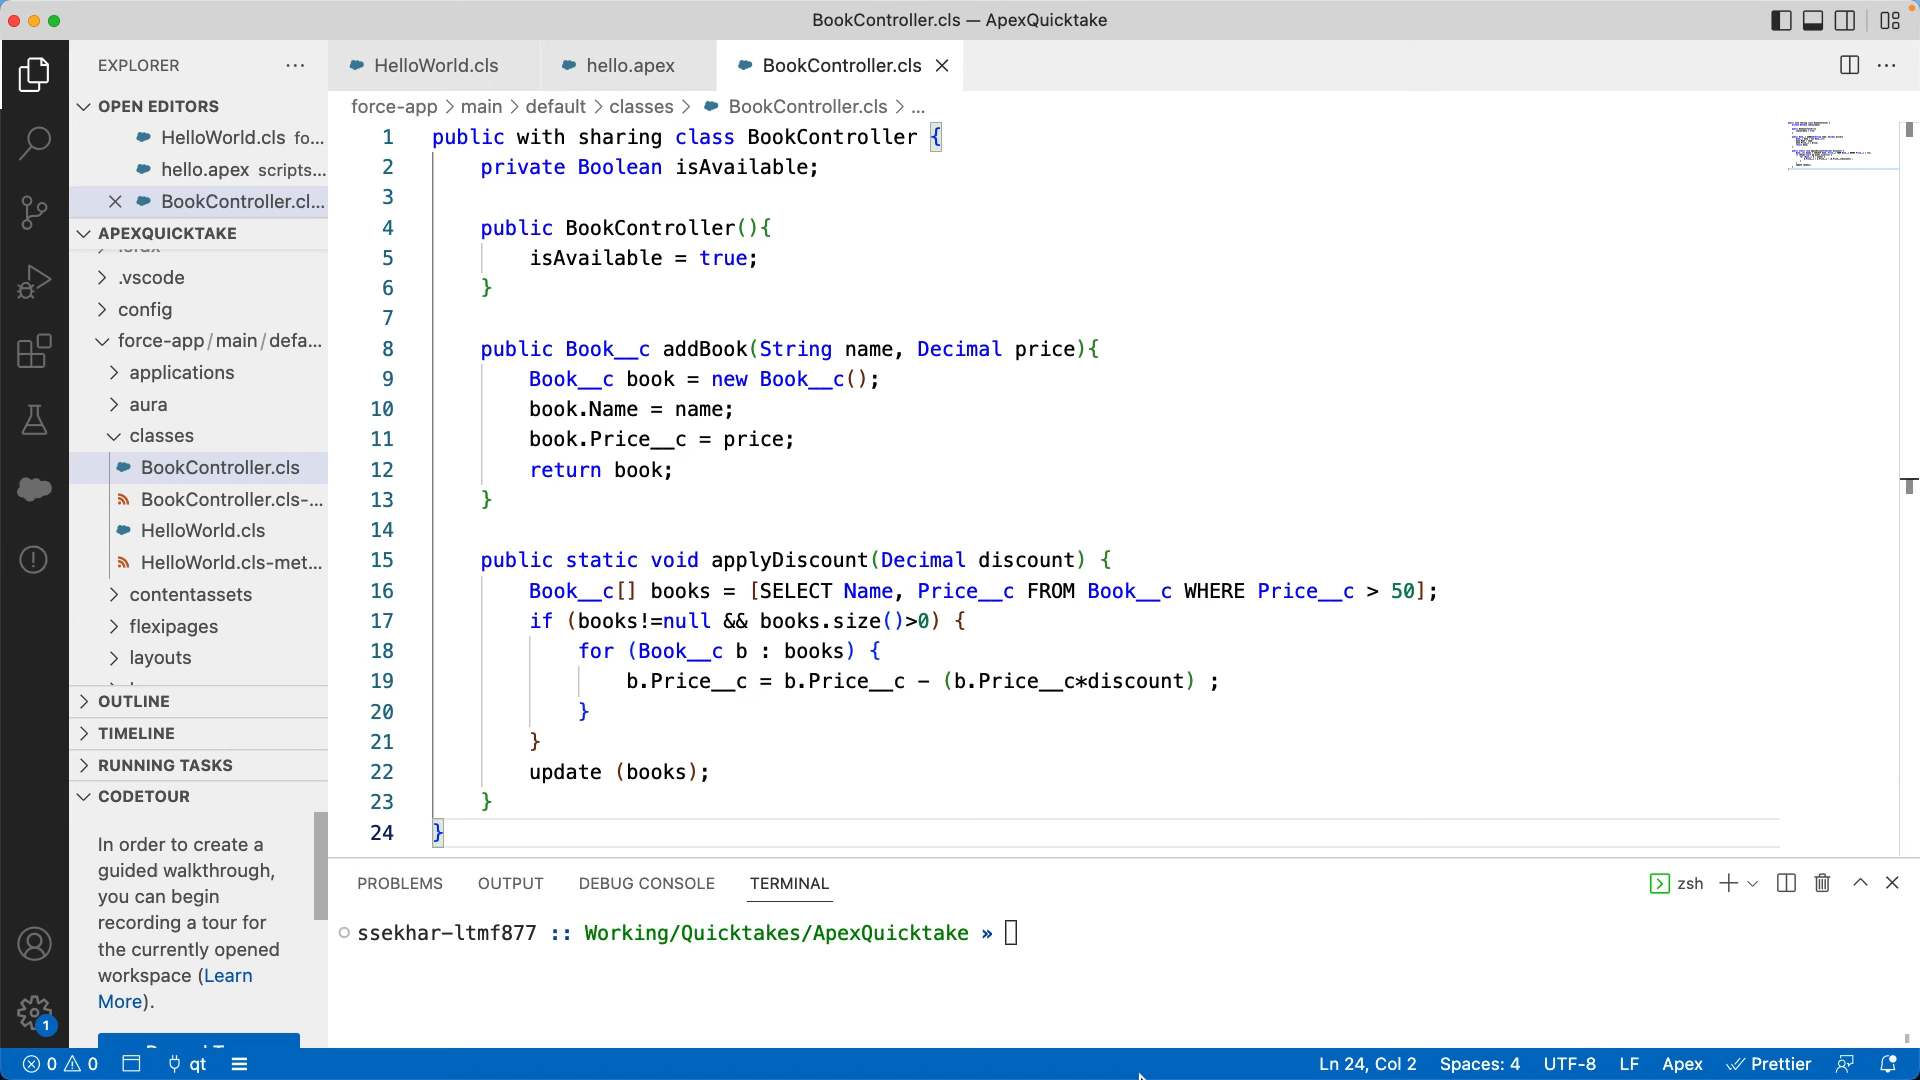 BookController.cls — ApexQuicktake
EXPLORER
OPEN EDITORS
HelloWorld.cls fo...
hello.apex scripts...
BookController.cl...
APEXQUICKTAKE
.vscode
config
force-app/main/defa...
applications
aura
classes
BookController.cls
BookController.cls-...
HelloWorld.cls
HelloWorld.cls-met...
contentassets
flexipages
layouts
OUTLINE
TIMELINE
RUNNING TASKS
CODETOUR
In order to create a
guided walkthrough,
you can begin
recording a tour for
the currently opened
workspace (Learn
More).
HelloWorld.cls
hello.apex
BookController.cls
force-app > main > default > classes > BookController.cls > ...
1 public with sharing class BookController {
2 private Boolean isAvailable;
3
4 public BookController(){
5 isAvailable = true;
6 }
7
8 public Book__c addBook(String name, Decimal price){
9 Book__c book = new Book__c();
10 book.Name = name;
11 book.Price__c = price;
12 return book;
13 }
14
15 public static void applyDiscount(Decimal discount) {
16 Book__c[] books = [SELECT Name, Price__c FROM Book__c WHERE Price__c > 50];
17 if (books!=null && books.size()>0) {
18 for (Book__c b : books) {
19 b.Price__c = b.Price__c - (b.Price__c*discount) ;
20 }
21 }
22 update (books);
23 }
24 }
PROBLEMS OUTPUT DEBUG CONSOLE TERMINAL
zsh
ssekhar-ltmf877 :: Working/Quicktakes/ApexQuicktake »
1
0 0 qt
Ln 24, Col 2 Spaces: 4 UTF-8 LF Apex Prettier